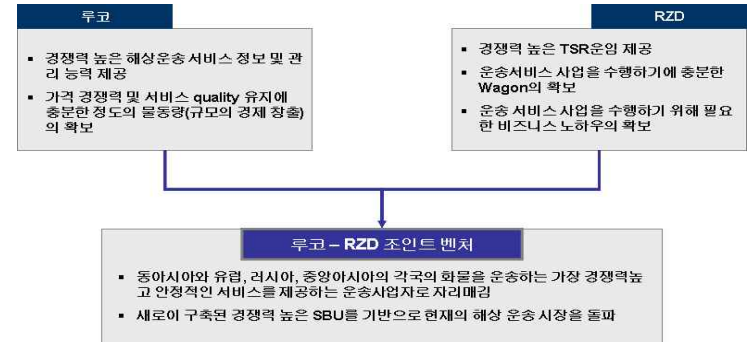 루코
▪ 경쟁력 높은 해상운송 서비스 정보 및 관
리 능력 제공
▪ 가격 경쟁력 및 서비스 quality 유지에
충분한 정도의 물동량(규모의 경제 창출)
의 확보
RZD
▪ 경쟁력 높은 TSR운임 제공
▪ 운송서비스 사업을 수행하기에 충분한
Wagon의 확보
▪ 운송 서비스 사업을 수행하기 위해 필요
한 비즈니스 노하우의 확보
루코 – RZD 조인트 벤처
▪ 동아시아와 유럽, 러시아, 중앙아시아의 각국의 화물을 운송하는 가장 경쟁력높
고 안정적인 서비스를 제공하는 운송사업자로 자리매김
▪ 새로이 구축된 경쟁력 높은 SBU를 기반으로 현재의 해상 운송 시장을 돌파